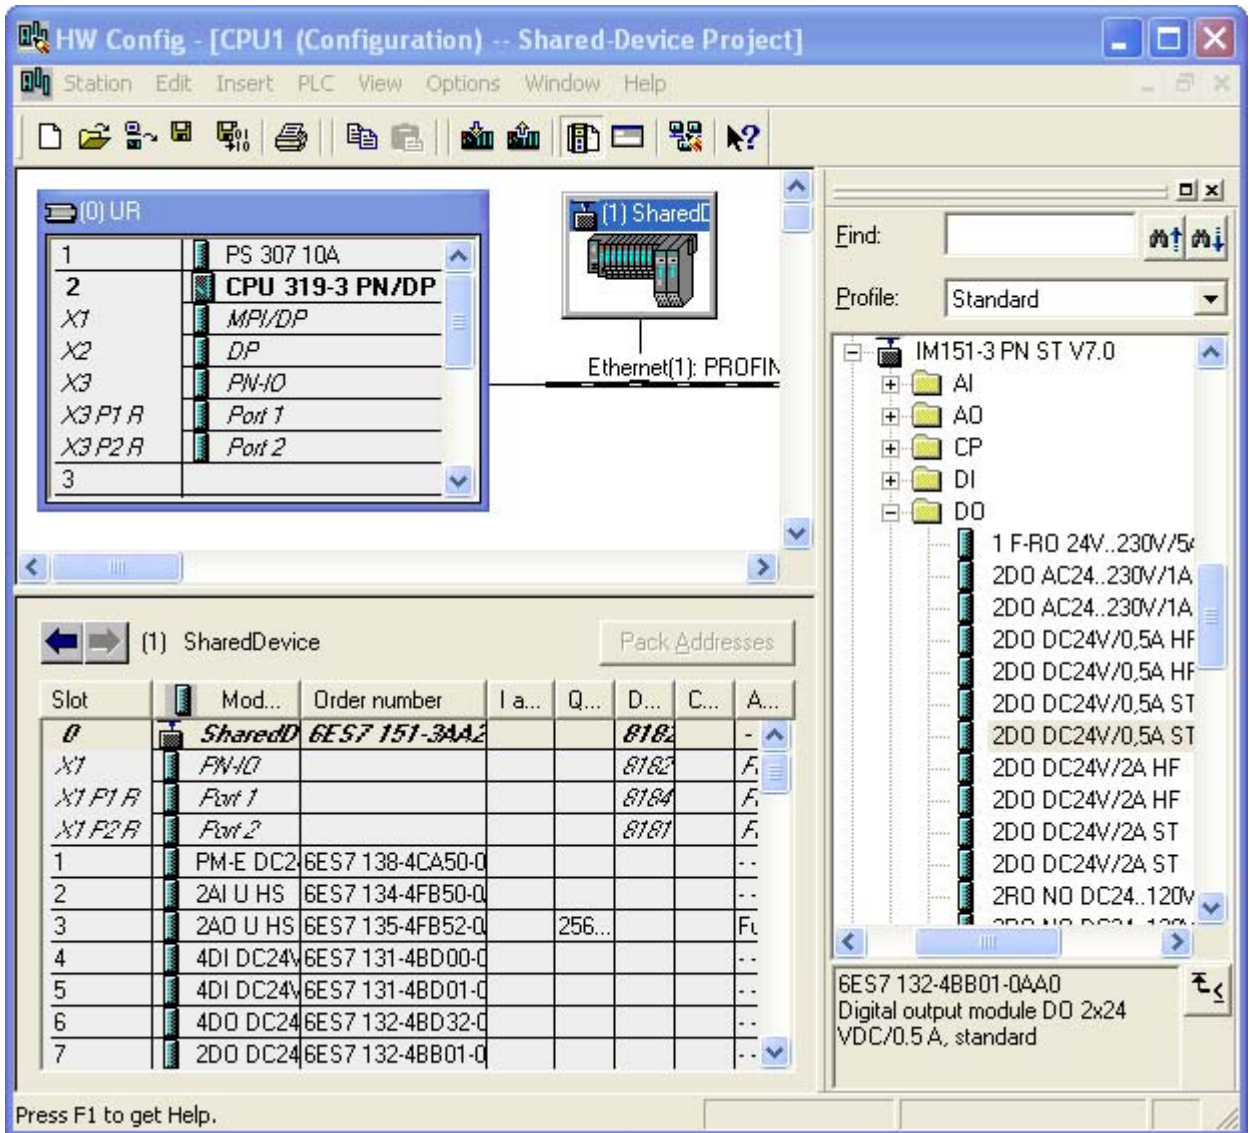 HW Config - [CPU1 (Configuration) -- Shared-Device Project]
Station Edit Insert PLC View Options Window Help
(0) UR
1 PS 307 10A
2 CPU 319-3 PN/DP
X1 MPI/DP
X2 DP
X3 PN-IO
X3 P1 R Port 1
X3 P2 R Port 2
3
(1) SharedD
Ethernet(1): PROFIN
Find:
Profile: Standard
IM151-3 PN ST V7.0
AI
AO
CP
DI
DO
1 F-RO 24V..230V/5A
2DO AC24..230V/1A
2DO AC24..230V/1A
2DO DC24V/0,5A HF
2DO DC24V/0,5A HF
2DO DC24V/0,5A ST
2DO DC24V/0,5A ST
2DO DC24V/2A HF
2DO DC24V/2A HF
2DO DC24V/2A ST
2DO DC24V/2A ST
2RO NO DC24..120V
6ES7 132-4BB01-0AA0
Digital output module DO 2x24
VDC/0.5 A, standard
(1) SharedDevice Pack Addresses
Slot Mod... Order number I a... Q... D... C... A...
0 SharedD 6ES7 151-3AA2 8182 -
X1 PN-IO 8182 F
X1 P1 R Port 1 8184 F
X1 P2 R Port 2 8181 F
1 PM-E DC2 6ES7 138-4CA50-0 --
2 2AI U HS 6ES7 134-4FB50-0 --
3 2AO U HS 6ES7 135-4FB52-0 256... Fu
4 4DI DC24V 6ES7 131-4BD00-0 --
5 4DI DC24V 6ES7 131-4BD01-0 --
6 4DO DC24 6ES7 132-4BD32-0 --
7 2DO DC24 6ES7 132-4BB01-0 --
Press F1 to get Help.